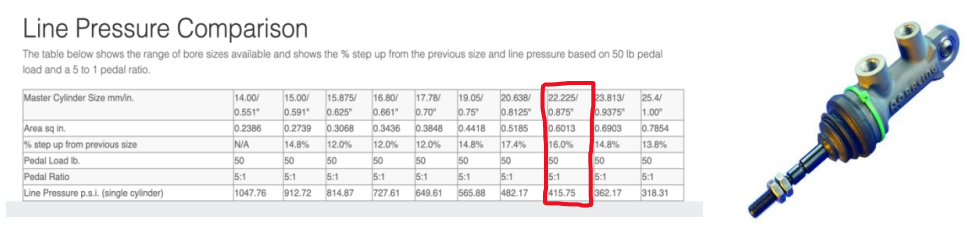 Line Pressure Comparison
The table below shows the range of bore sizes available and shows the % step up from the previous size and line pressure based on 50 lb pedal
load and a 5 to 1 pedal ratio.
Master Cylinder Size mm/in. 14.00/ 15.00/ 15.875/ 16.80/ 17.78/ 19.05/ 20.638/ 22.225/ 23.813/ 25.4/
0.551" 0.591" 0.625" 0.661" 0.70" 0.75" 0.8125" 0.875" 0.9375" 1.00"
Area sq in. 0.2386 0.2739 0.3068 0.3436 0.3848 0.4418 0.5185 0.6013 0.6903 0.7854
% step up from previous size N/A 14.8% 12.0% 12.0% 12.0% 14.8% 17.4% 16.0% 14.8% 13.8%
Pedal Load lb. 50 50 50 50 50 50 50 50 50 50
Pedal Ratio 5:1 5:1 5:1 5:1 5:1 5:1 5:1 5:1 5:1 5:1
Line Pressure p.s.i. (single cylinder) 1047.76 912.72 814.87 727.61 649.61 565.88 482.17 415.75 362.17 318.31